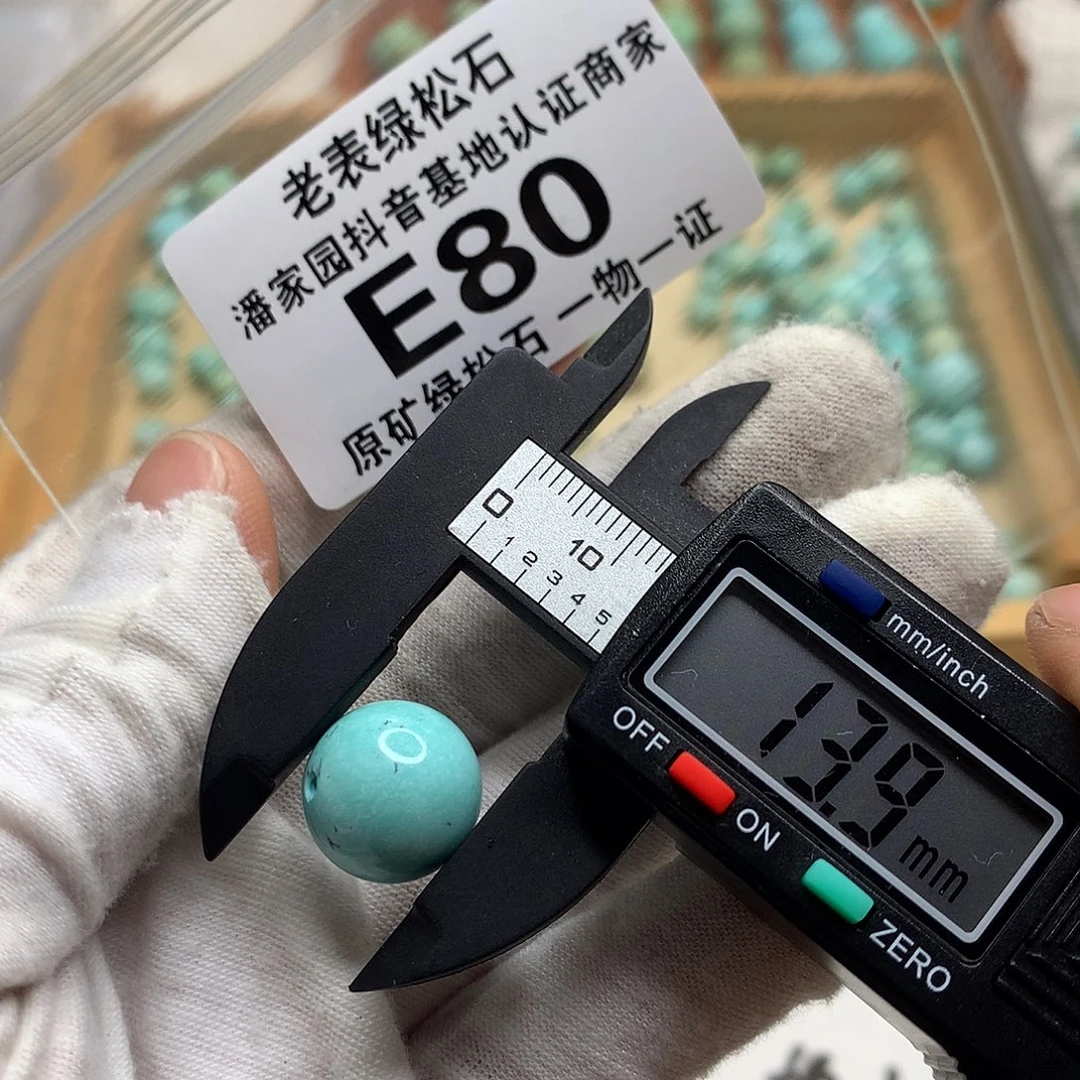 老表绿松石
潘家园抖音基地认证商家
E80
原矿绿松石 一物一证
0
10
1 2 3 4 5
mm/inch
13.9 mm
OFF
ON
ZERO